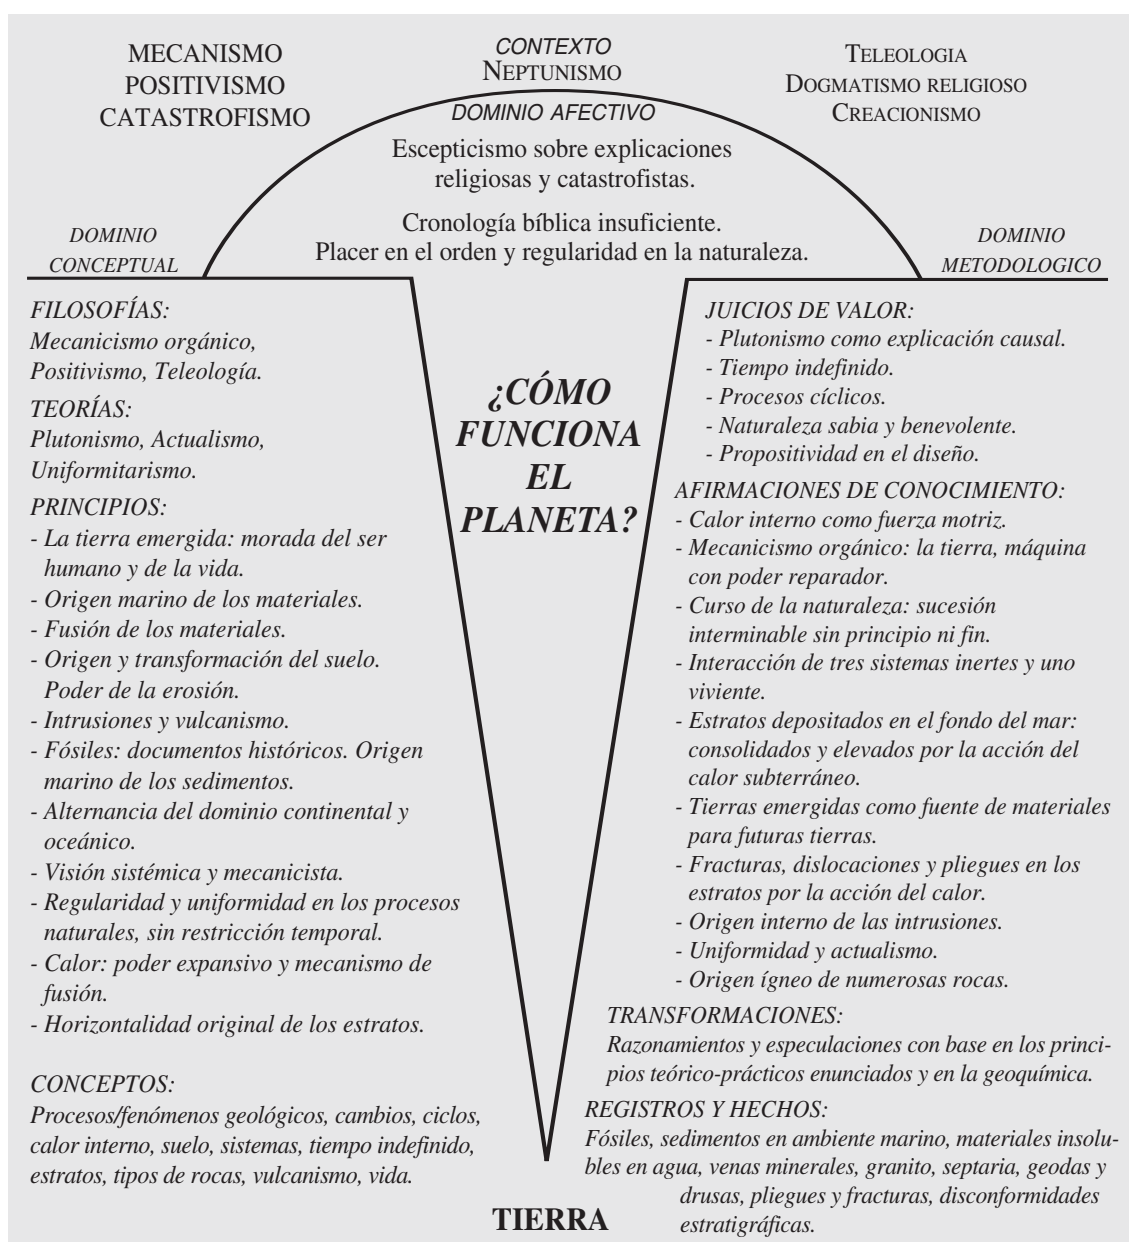 MECANISMO
POSITIVISMO
CATASTROFISMO
CONTEXTO
NEPTUNISMO
DOMINIO AFECTIVO
TELEOLOGIA
DOGMATISMO RELIGIOSO
CREACIONISMO
Escepticismo sobre explicaciones
religiosas y catastrofistas.
Cronología bíblica insuficiente.
Placer en el orden y regularidad en la naturaleza.
DOMINIO
CONCEPTUAL
DOMINIO
METODOLOGICO
FILOSOFÍAS:
Mecanicismo orgánico,
Positivismo, Teleología.
TEORÍAS:
Plutonismo, Actualismo,
Uniformitarismo.
PRINCIPIOS:
- La tierra emergida: morada del ser
humano y de la vida.
- Origen marino de los materiales.
- Fusión de los materiales.
- Origen y transformación del suelo.
Poder de la erosión.
- Intrusiones y vulcanismo.
- Fósiles: documentos históricos. Origen
marino de los sedimentos.
- Alternancia del dominio continental y
oceánico.
- Visión sistémica y mecanicista.
- Regularidad y uniformidad en los procesos
naturales, sin restricción temporal.
- Calor: poder expansivo y mecanismo de
fusión.
- Horizontalidad original de los estratos.
CONCEPTOS:
Procesos/fenómenos geológicos, cambios, ciclos,
calor interno, suelo, sistemas, tiempo indefinido,
estratos, tipos de rocas, vulcanismo, vida.
¿CÓMO
FUNCIONA
EL
PLANETA?
JUICIOS DE VALOR:
- Plutonismo como explicación causal.
- Tiempo indefinido.
- Procesos cíclicos.
- Naturaleza sabia y benevolente.
- Propositividad en el diseño.
AFIRMACIONES DE CONOCIMIENTO:
- Calor interno como fuerza motriz.
- Mecanicismo orgánico: la tierra, máquina
con poder reparador.
- Curso de la naturaleza: sucesión
interminable sin principio ni fin.
- Interacción de tres sistemas inertes y uno
viviente.
- Estratos depositados en el fondo del mar:
consolidados y elevados por la acción del
calor subterráneo.
- Tierras emergidas como fuente de materiales
para futuras tierras.
- Fracturas, dislocaciones y pliegues en los
estratos por la acción del calor.
- Origen interno de las intrusiones.
- Uniformidad y actualismo.
- Origen ígneo de numerosas rocas.
TRANSFORMACIONES:
Razonamientos y especulaciones con base en los princi-
pios teórico-prácticos enunciados y en la geoquímica.
REGISTROS Y HECHOS:
Fósiles, sedimentos en ambiente marino, materiales insolu-
bles en agua, venas minerales, granito, septaria, geodas y
drusas, pliegues y fracturas, disconformidades
estratigráficas.
TIERRA